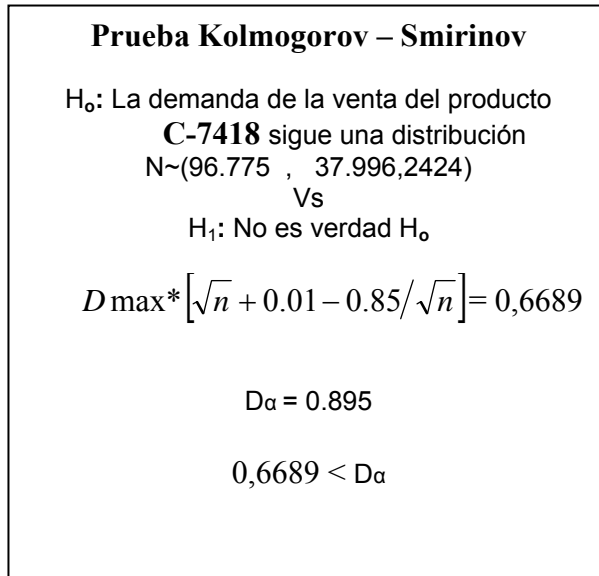 Prueba Kolmogorov – Smirinov
Ho: La demanda de la venta del producto
C-7418 sigue una distribución
N~(96.775 , 37.996,2424)
Vs
H1: No es verdad Ho
D max*[√n + 0.01 − 0.85/√n]= 0,6689
Dα = 0.895
0,6689 < Dα